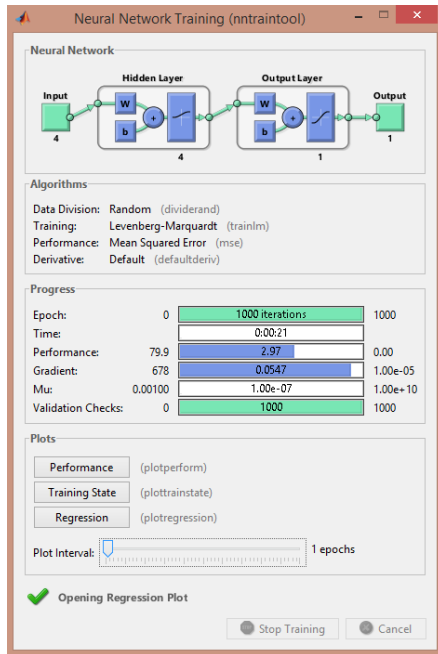 Neural Network Training (nntraintool)
Neural Network
Hidden Layer Output Layer
Input Output
W W
+ +
b b
4 4 1 1
Algorithms
Data Division: Random (dividerand)
Training: Levenberg-Marquardt (trainlm)
Performance: Mean Squared Error (mse)
Derivative: Default (defaultderiv)
Progress
Epoch: 0 1000 iterations 1000
Time: 0:00:21
Performance: 79.9 2.97 0.00
Gradient: 678 0.0547 1.00e-05
Mu: 0.00100 1.00e-07 1.00e+10
Validation Checks: 0 1000 1000
Plots
Performance (plotperform)
Training State (plottrainstate)
Regression (plotregression)
Plot Interval: 1 epochs
Opening Regression Plot
Stop Training Cancel